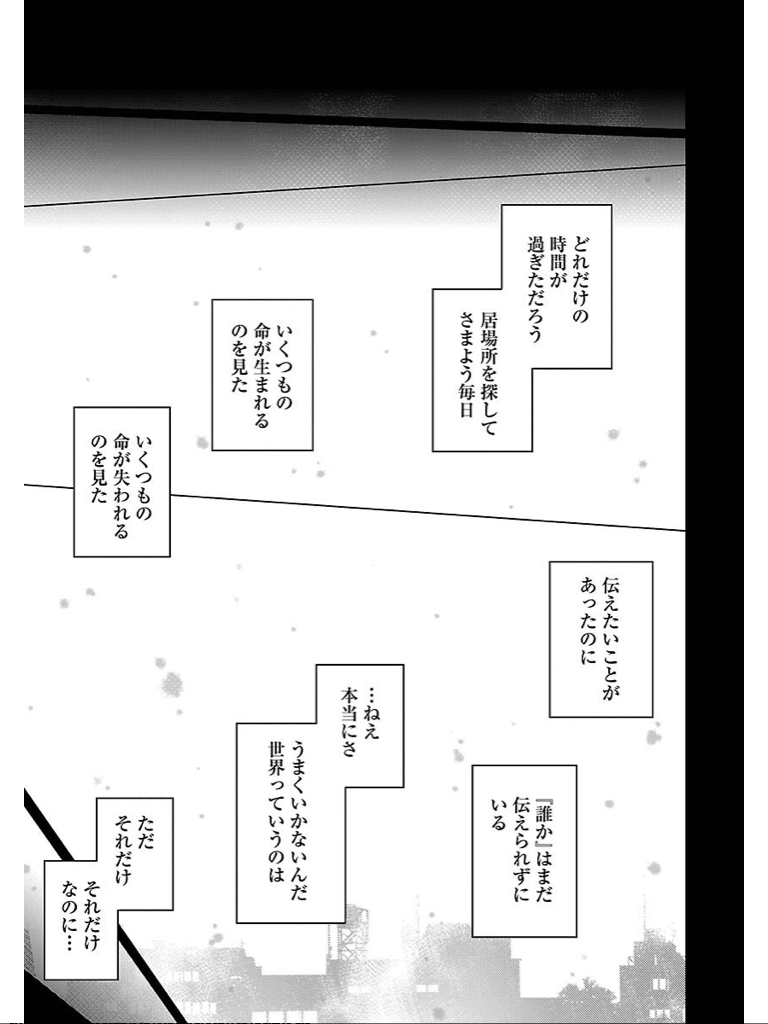 どれだけの
時間が
過ぎただろう
居場所を探して
さまよう毎日
いくつもの
命が生まれる
のを見た
いくつもの
命が失われる
のを見た
伝えたいことが
あったのに
『誰か』はまだ
伝えられずに
いる
…ねえ
本当にさ
うまくいかないんだ
世界っていうのは
ただ
それだけ
それだけ
なのに…